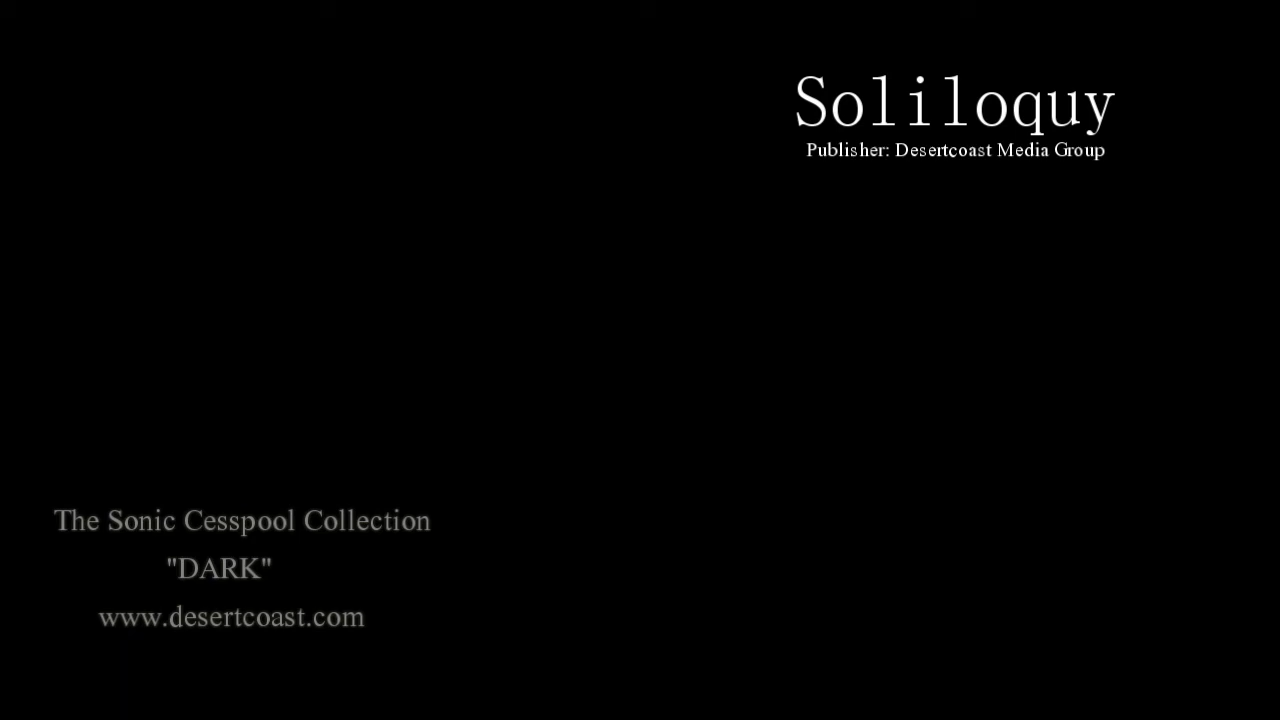 Soliloquy
Publisher: Desertcoast Media Group
The Sonic Cesspool Collection
"DARK"
www.desertcoast.com